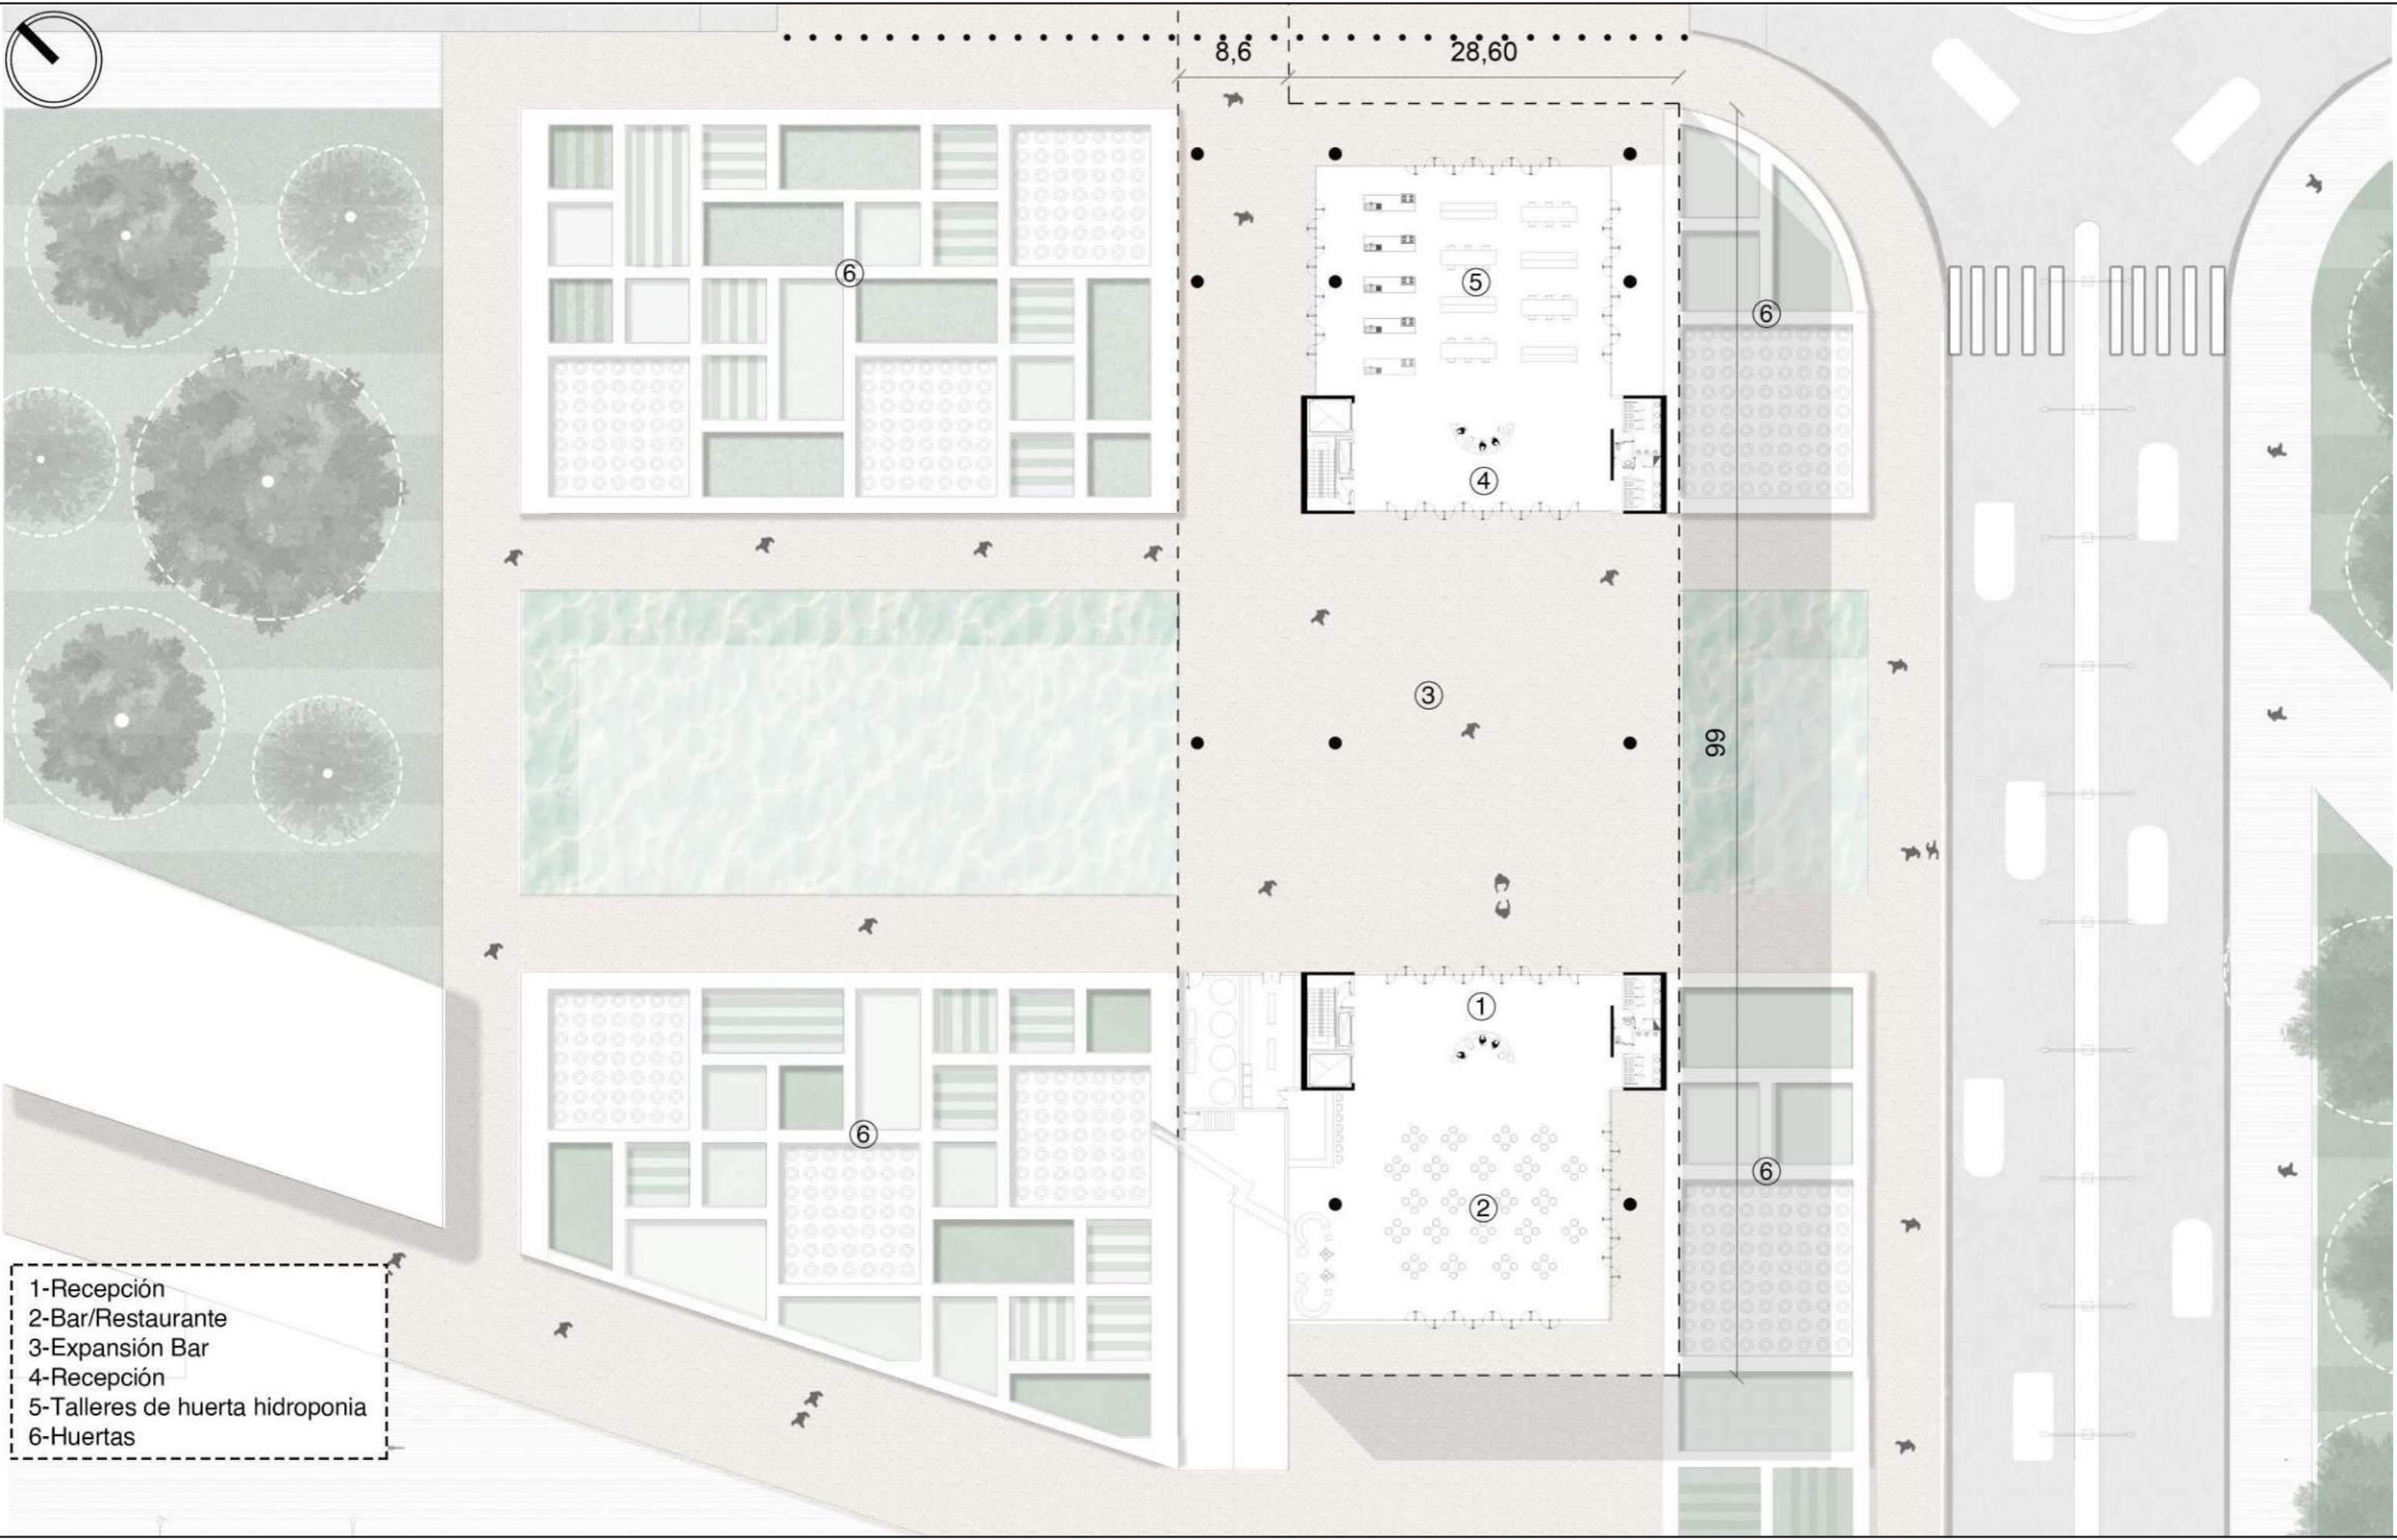 8,6
28,60
6
5
6
4
3
99
1
6
6
2
1-Recepción
2-Bar/Restaurante
3-Expansión Bar
4-Recepción
5-Talleres de huerta hidroponia
6-Huertas